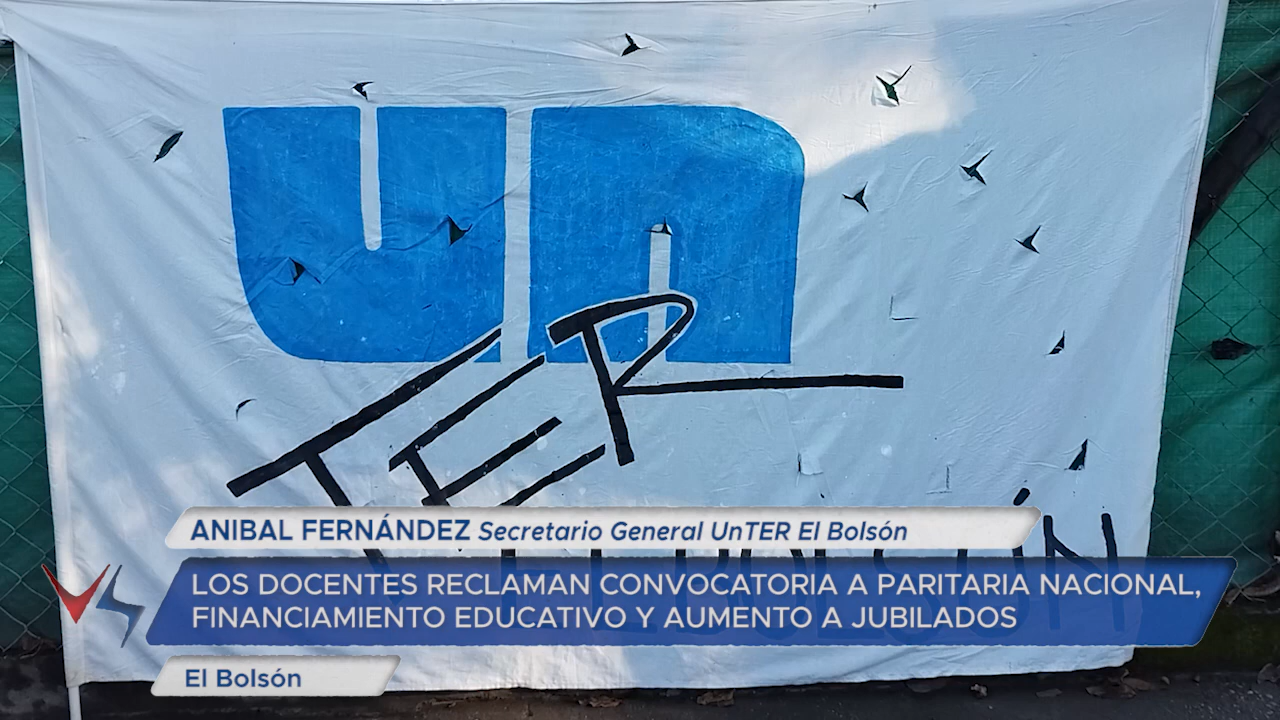 un
TER
EL BOLSÓN
ANIBAL FERNÁNDEZ Secretario General UnTER El Bolsón
LOS DOCENTES RECLAMAN CONVOCATORIA A PARITARIA NACIONAL,
FINANCIAMIENTO EDUCATIVO Y AUMENTO A JUBILADOS
El Bolsón